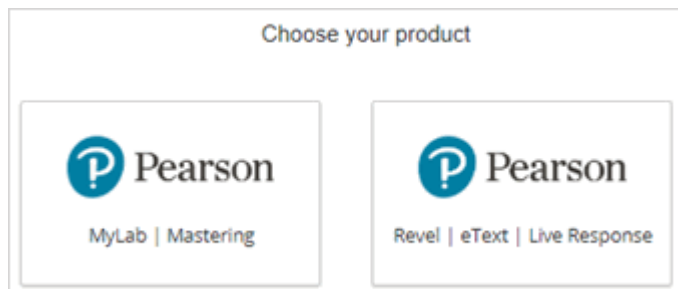 Choose your product
Pearson
MyLab | Mastering
Pearson
Revel | eText | Live Response